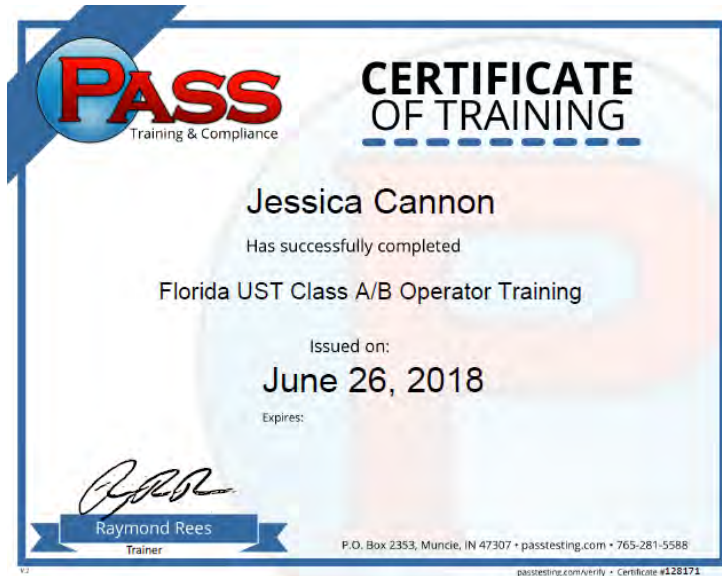 PASS
Training & Compliance
CERTIFICATE
OF TRAINING
Jessica Cannon
Has successfully completed
Florida UST Class A/B Operator Training
Issued on:
June 26, 2018
Expires:
Raymond Rees
Trainer
P.O. Box 2353, Muncie, IN 47307 • passtesting.com • 765-281-5588
V.2
passtesting.com/verify • Certificate #128171